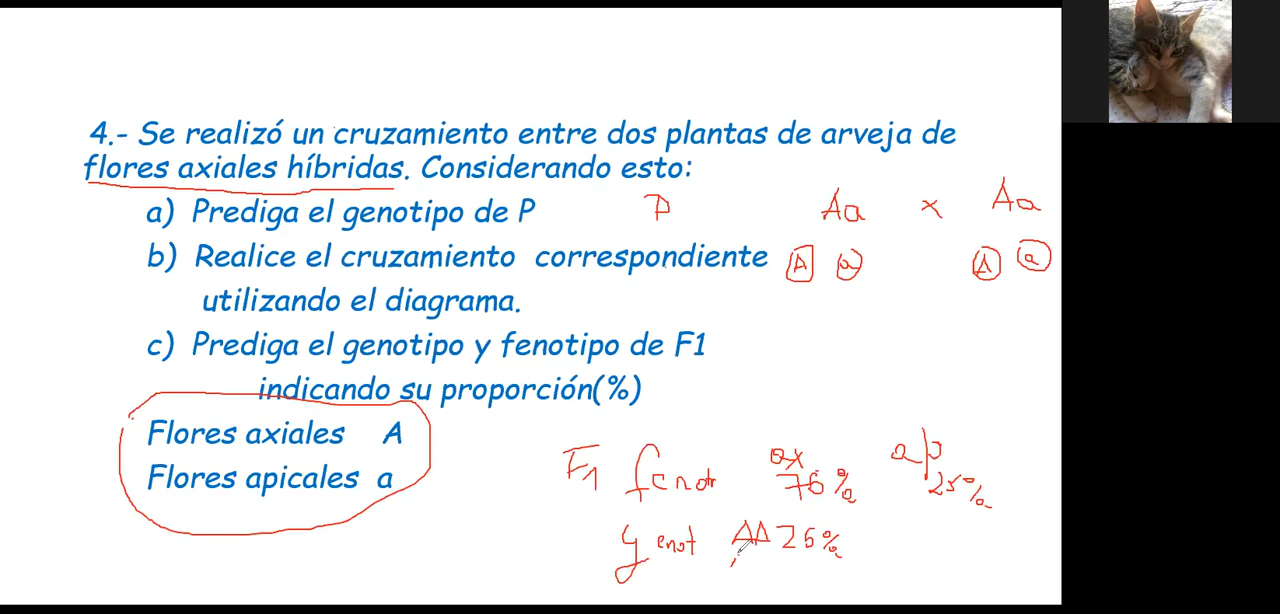 4.- Se realizó un cruzamiento entre dos plantas de arveja de
flores axiales híbridas. Considerando esto:
a) Prediga el genotipo de P
P Aa x Aa
b) Realice el cruzamiento correspondiente
A a A a
utilizando el diagrama.
c) Prediga el genotipo y fenotipo de F1
indicando su proporción(%)
Flores axiales A
Flores apicales a
F1 fenot ax ap
75% 25%
genot AA 25%